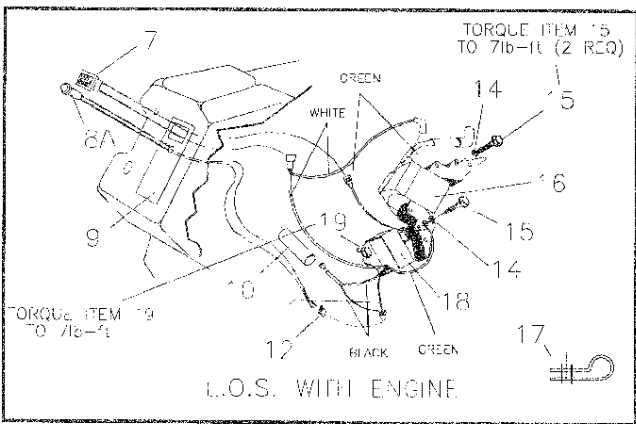 TORQUE ITEM 15
TO 7lb-ft (2 REQ)
7
GREEN
14
15
WHITE
8A
16
9
19
15
10
14
18
TORQUE ITEM 19
TO 7lb-ft
12
BLACK
GREEN
17
L.O.S. WITH ENGINE